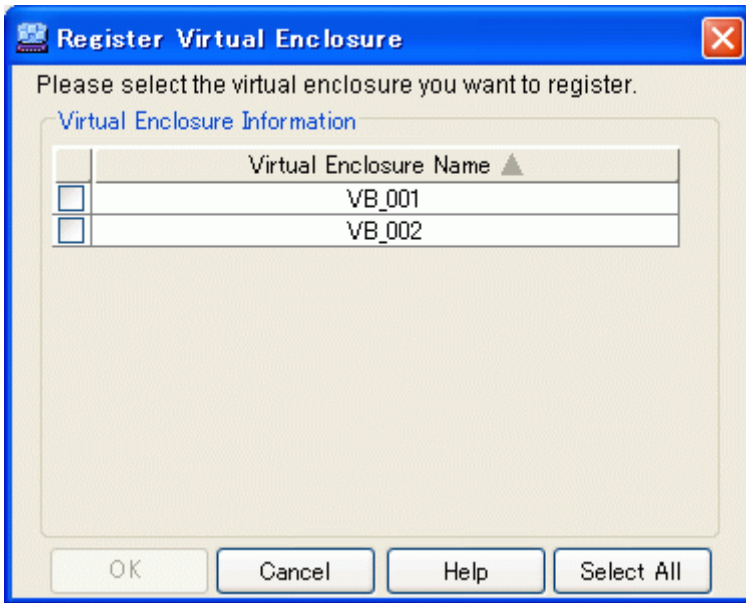 Register Virtual Enclosure
Please select the virtual enclosure you want to register.
Virtual Enclosure Information
Virtual Enclosure Name
VB_001
VB_002
OK Cancel Help Select All